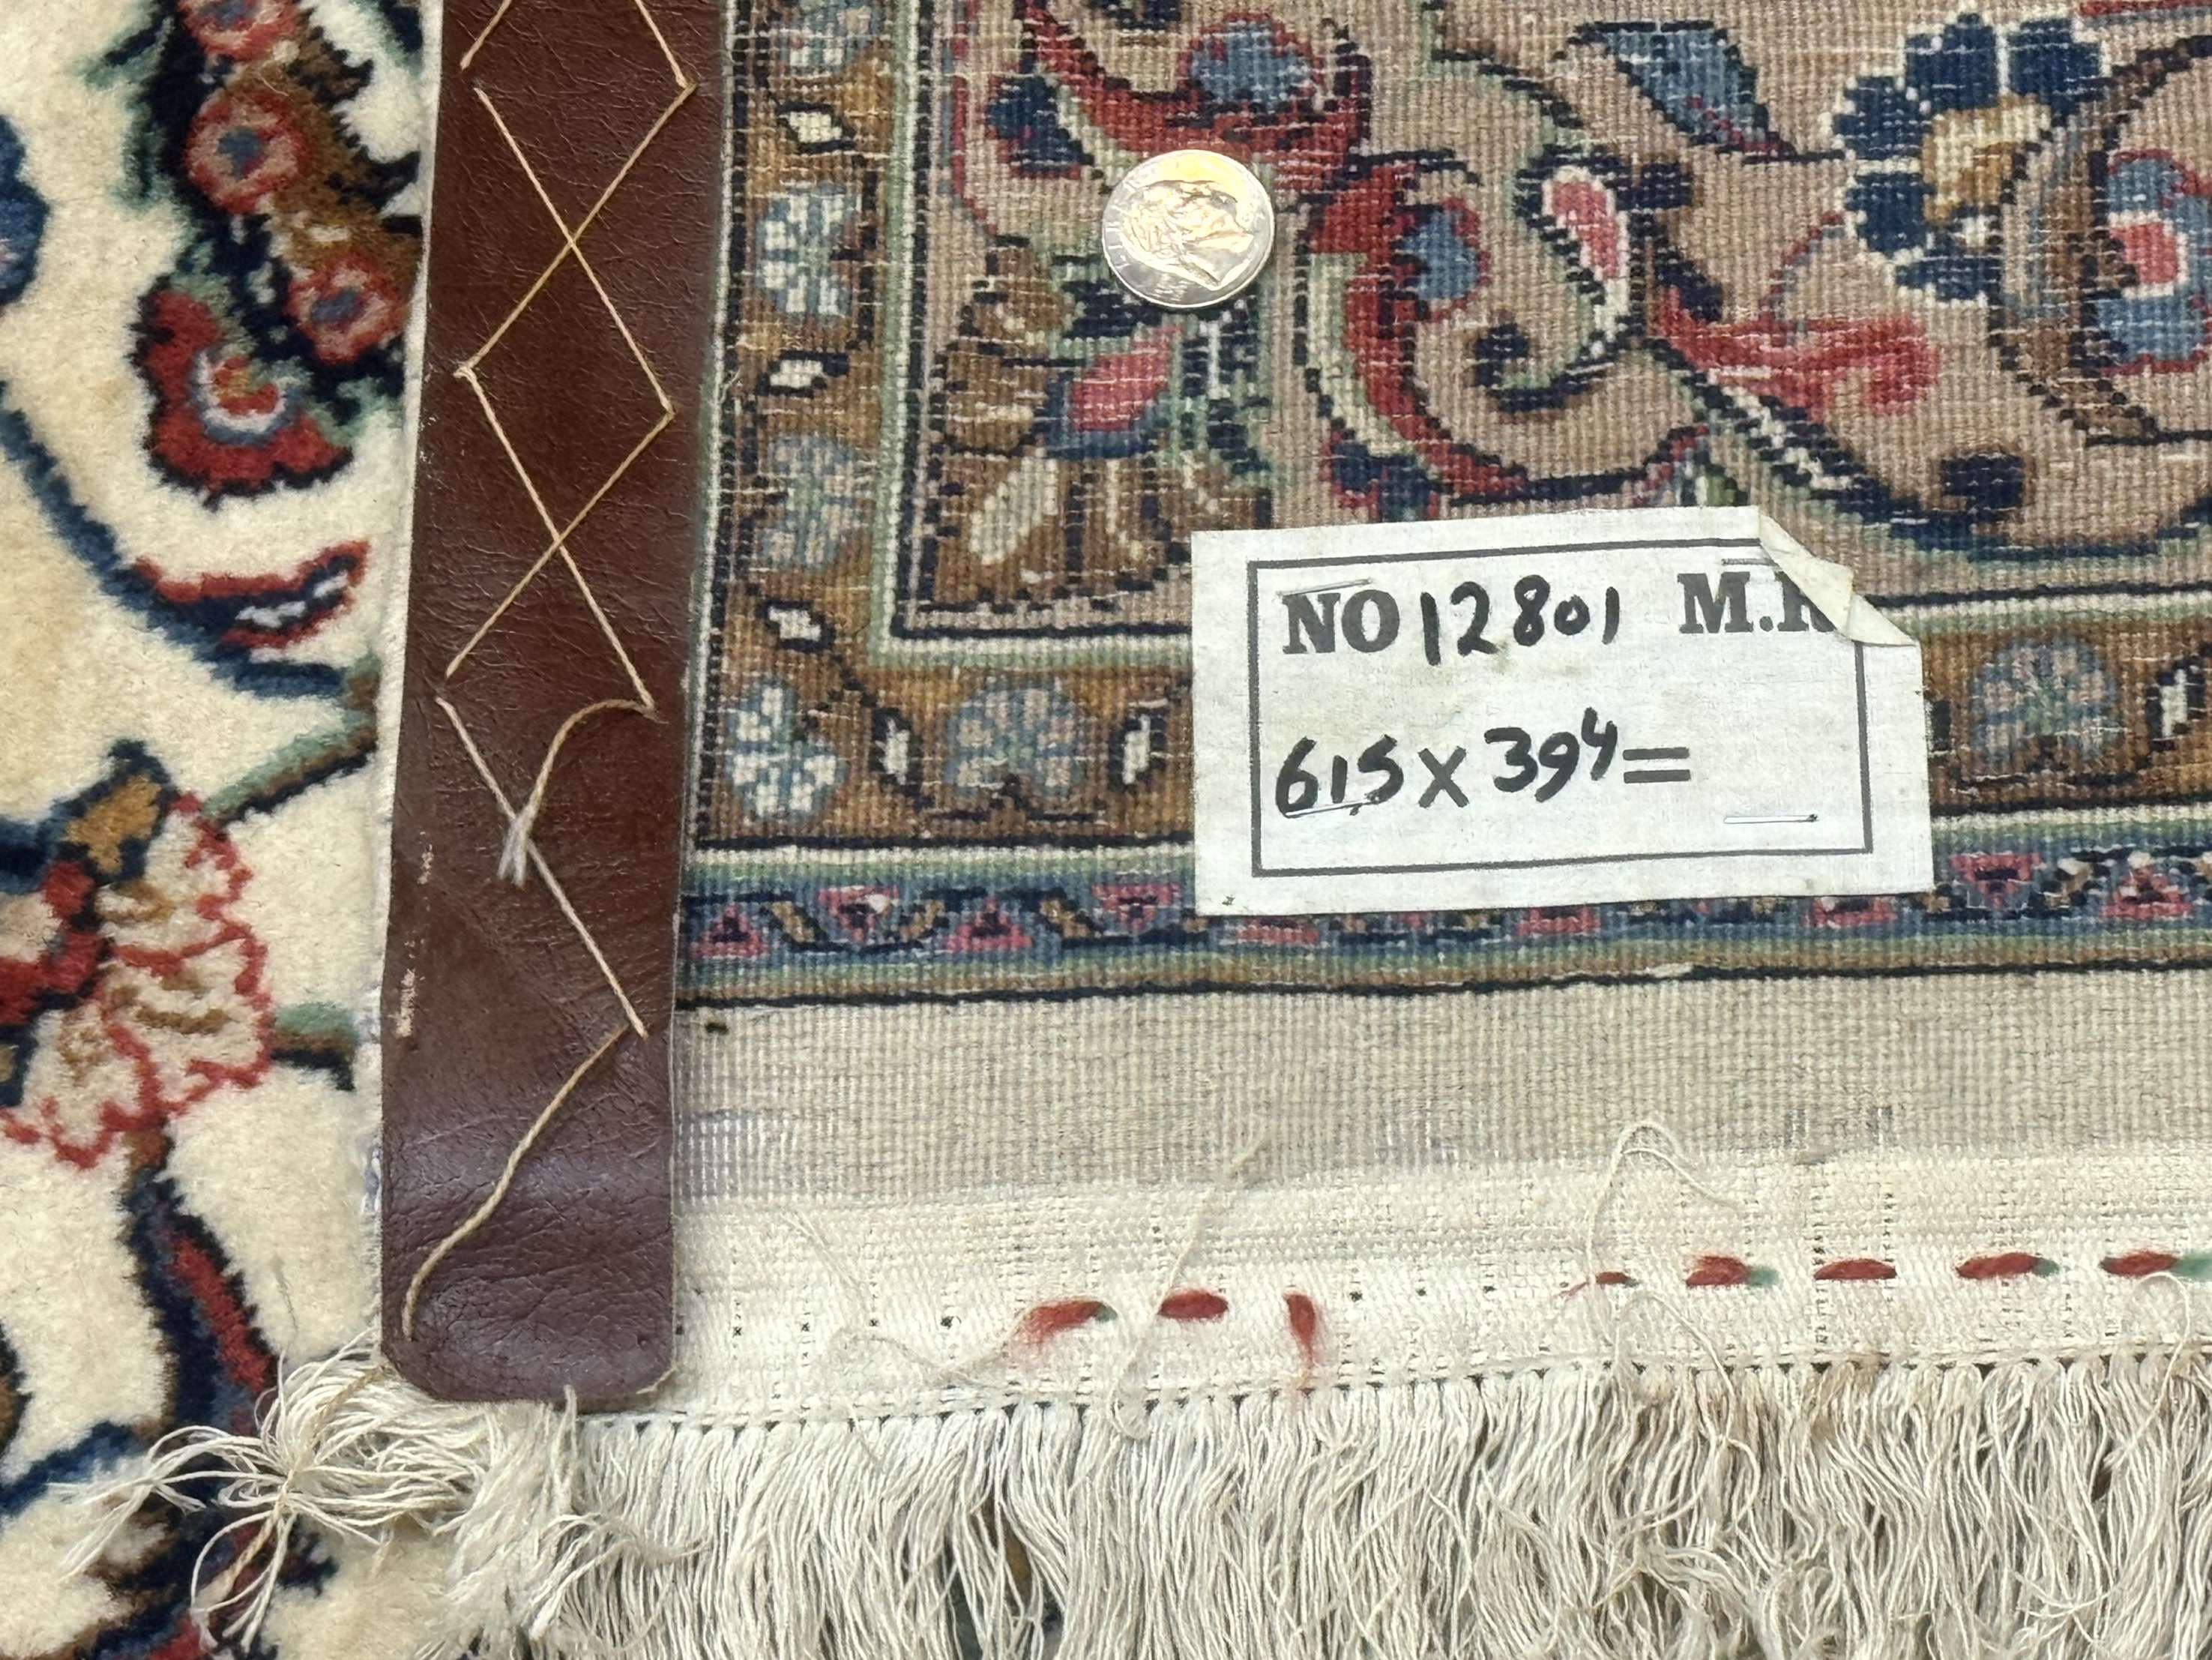 NO 12801 M.R
615 x 394 =